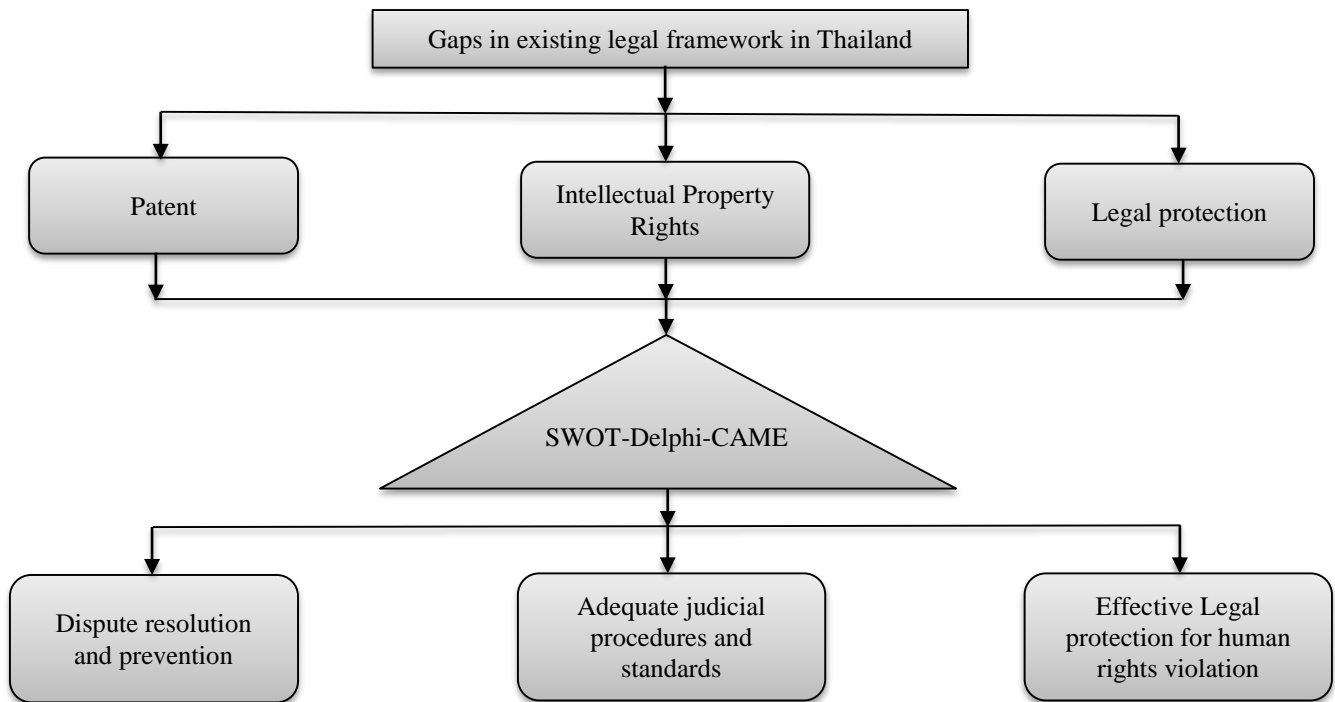 Gaps in existing legal framework in Thailand
Patent
Intellectual Property
Rights
Legal protection
SWOT-Delphi-CAME
Dispute resolution
and prevention
Adequate judicial
procedures and
standards
Effective Legal
protection for human
rights violation